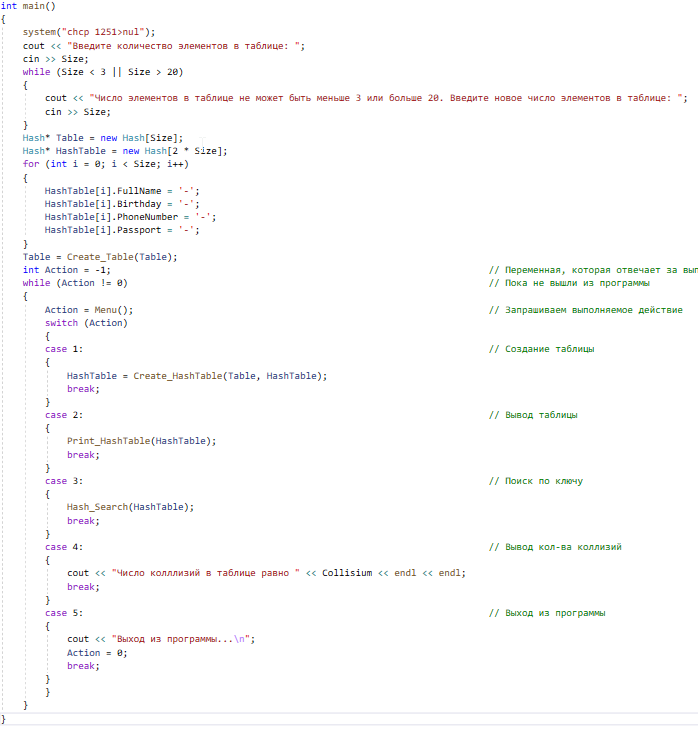 int main()
{
system("chcp 1251>nul");
cout << "Введите количество элементов в таблице: ";
cin >> Size;
while (Size < 3 || Size > 20)
{
cout << "Число элементов в таблице не может быть меньше 3 или больше 20. Введите новое число элементов в таблице: ";
cin >> Size;
}
Hash* Table = new Hash[Size];
Hash* HashTable = new Hash[2 * Size];
for (int i = 0; i < Size; i++)
{
HashTable[i].FullName = '-';
HashTable[i].Birthday = '-';
HashTable[i].PhoneNumber = '-';
HashTable[i].Passport = '-';
}
Table = Create_Table(Table);
int Action = -1; // Переменная, которая отвечает за вып
while (Action != 0) // Пока не вышли из программы
{
Action = Menu(); // Запрашиваем выполняемое действие
switch (Action)
{
case 1: // Создание таблицы
{
HashTable = Create_HashTable(Table, HashTable);
break;
}
case 2: // Вывод таблицы
{
Print_HashTable(HashTable);
break;
}
case 3: // Поиск по ключу
{
Hash_Search(HashTable);
break;
}
case 4: // Вывод кол-ва коллизий
{
cout << "Число колллизий в таблице равно " << Collisium << endl << endl;
break;
}
case 5: // Выход из программы
{
cout << "Выход из программы...\n";
Action = 0;
break;
}
}
}
}